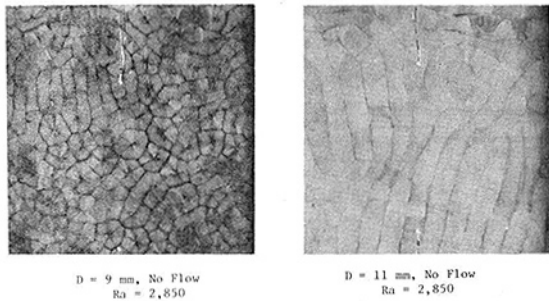 D = 9 mm, No Flow
Ra = 2,850
D = 11 mm, No Flow
Ra = 2,850